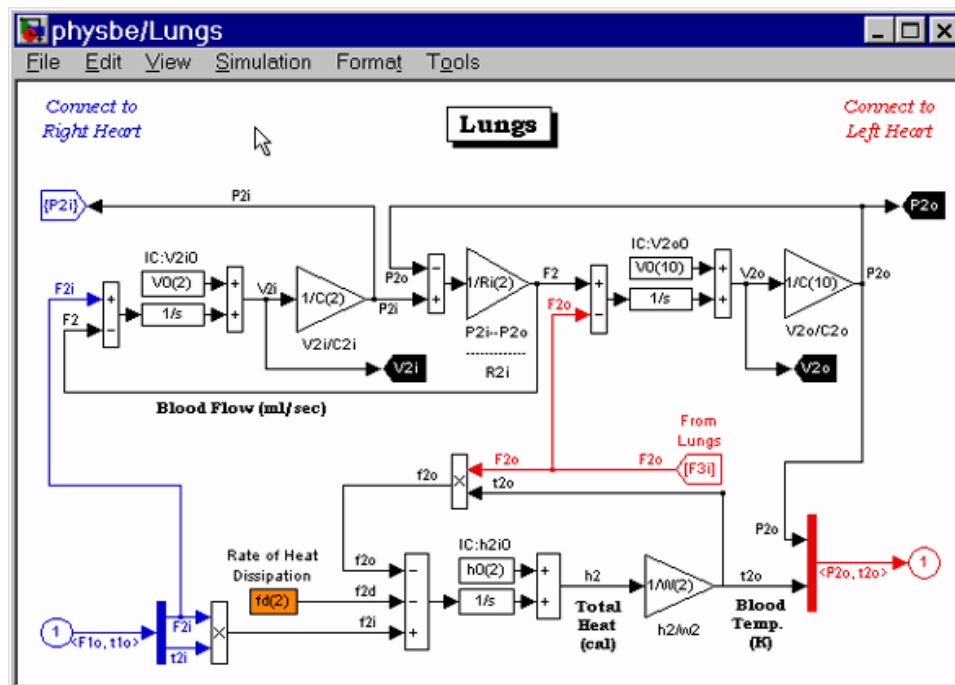 physbe/Lungs
File Edit View Simulation Format Tools
Connect to
Right Heart
Lungs
Connect to
Left Heart
{P2i}
P2i
P2o
IC:V2i0
V0(2)
1/s
F2i
F2
+
−
+
+
V2i
1/C(2)
V2i/C2i
V2i
P2o
P2i
−
+
1/Ri(2)
P2i--P2o
------------
R2i
F2
F2o
+
−
IC:V2o0
V0(10)
1/s
+
+
V2o
1/C(10)
V2o/C2o
P2o
V2o
Blood Flow (ml/sec)
From
Lungs
F2o
F2o
[F3i]
f2o
×
t2o
Rate of Heat
Dissipation
fd(2)
f2o
f2d
f2i
−
−
+
IC:h2i0
h0(2)
1/s
+
+
h2
Total
Heat
(cal)
1/W(2)
h2/w2
t2o
Blood
Temp.
(K)
P2o
<P2o, t2o>
1
1
<F1o, t1o>
F2i
t2i
×